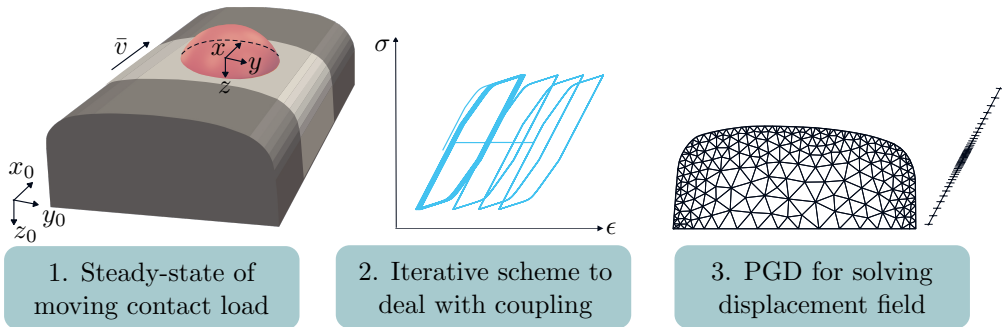 v̄
x
y
z
x₀
y₀
z₀
σ
ϵ
1. Steady-state of
moving contact load
2. Iterative scheme to
deal with coupling
3. PGD for solving
displacement field